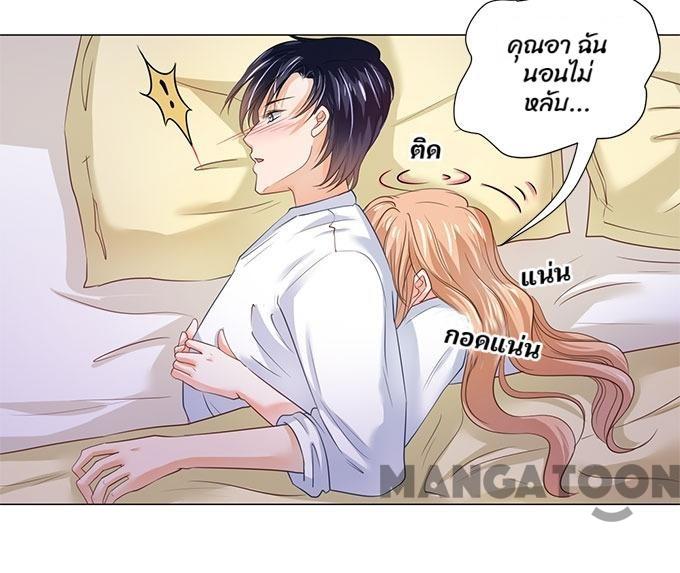 คุณอา ฉัน
นอนไม่
หลับ...
ติด
แน่น
กอดแน่น
MANGATOON